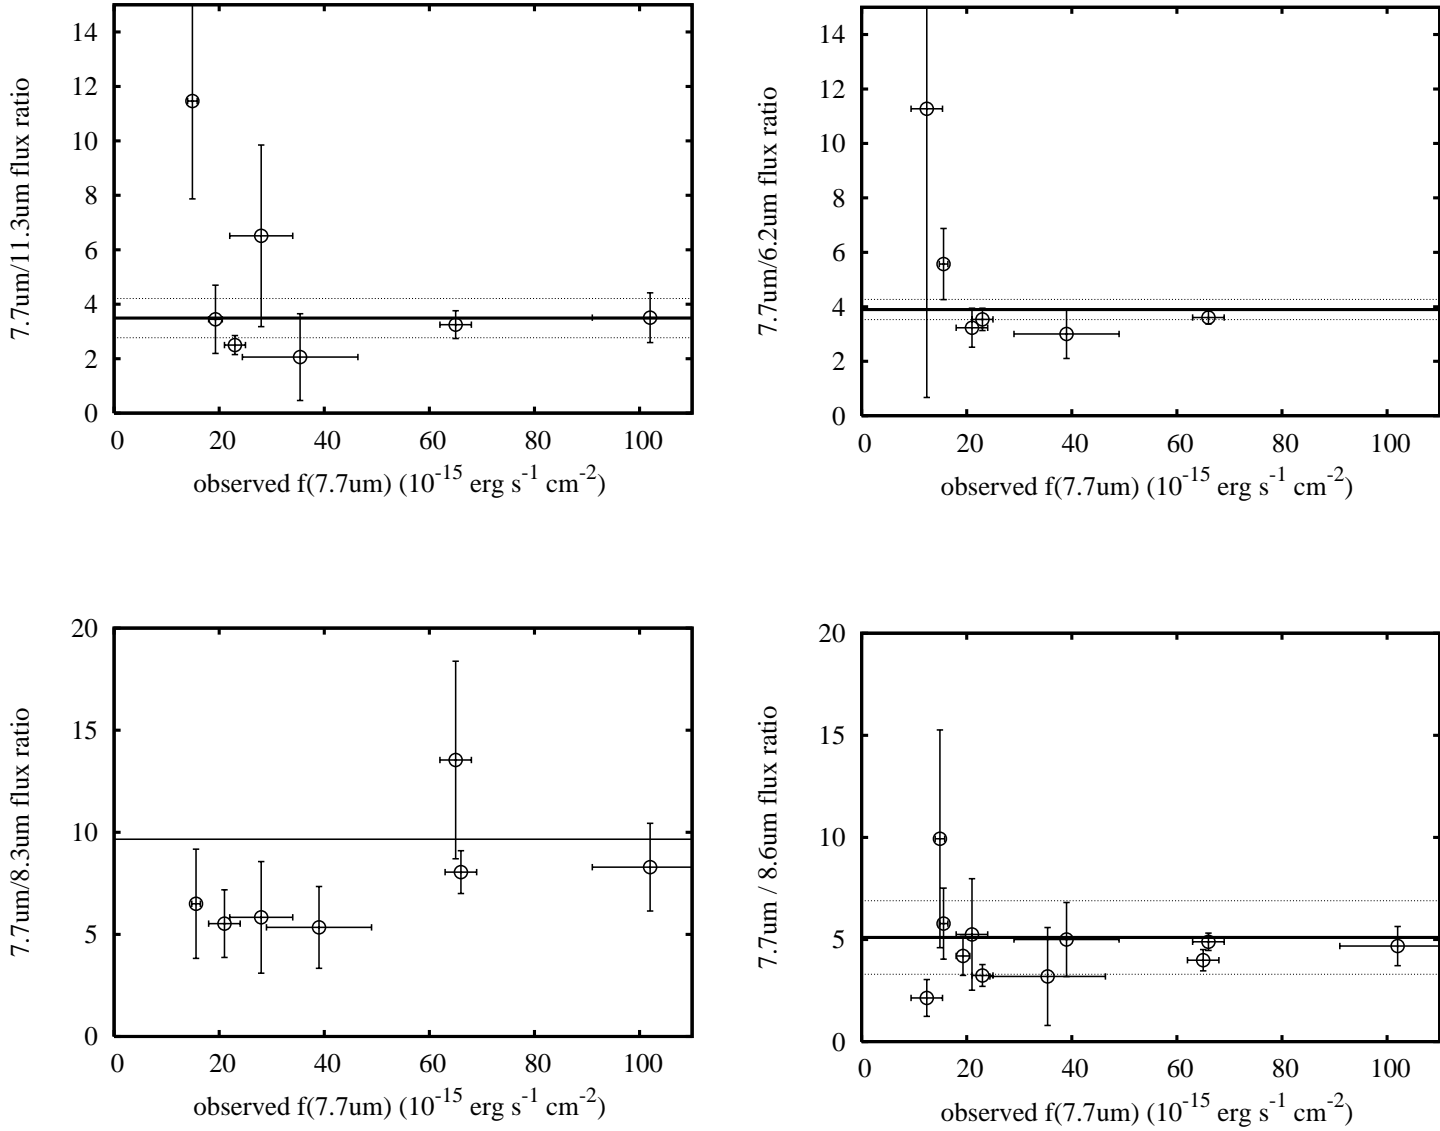 7.7um/11.3um flux ratio
14
12
10
8
6
4
2
0
0 20 40 60 80 100
observed f(7.7um) (10^-15 erg s^-1 cm^-2)
7.7um/6.2um flux ratio
14
12
10
8
6
4
2
0
0 20 40 60 80 100
observed f(7.7um) (10^-15 erg s^-1 cm^-2)
7.7um/8.3um flux ratio
20
15
10
5
0
0 20 40 60 80 100
observed f(7.7um) (10^-15 erg s^-1 cm^-2)
7.7um / 8.6um flux ratio
20
15
10
5
0
0 20 40 60 80 100
observed f(7.7um) (10^-15 erg s^-1 cm^-2)